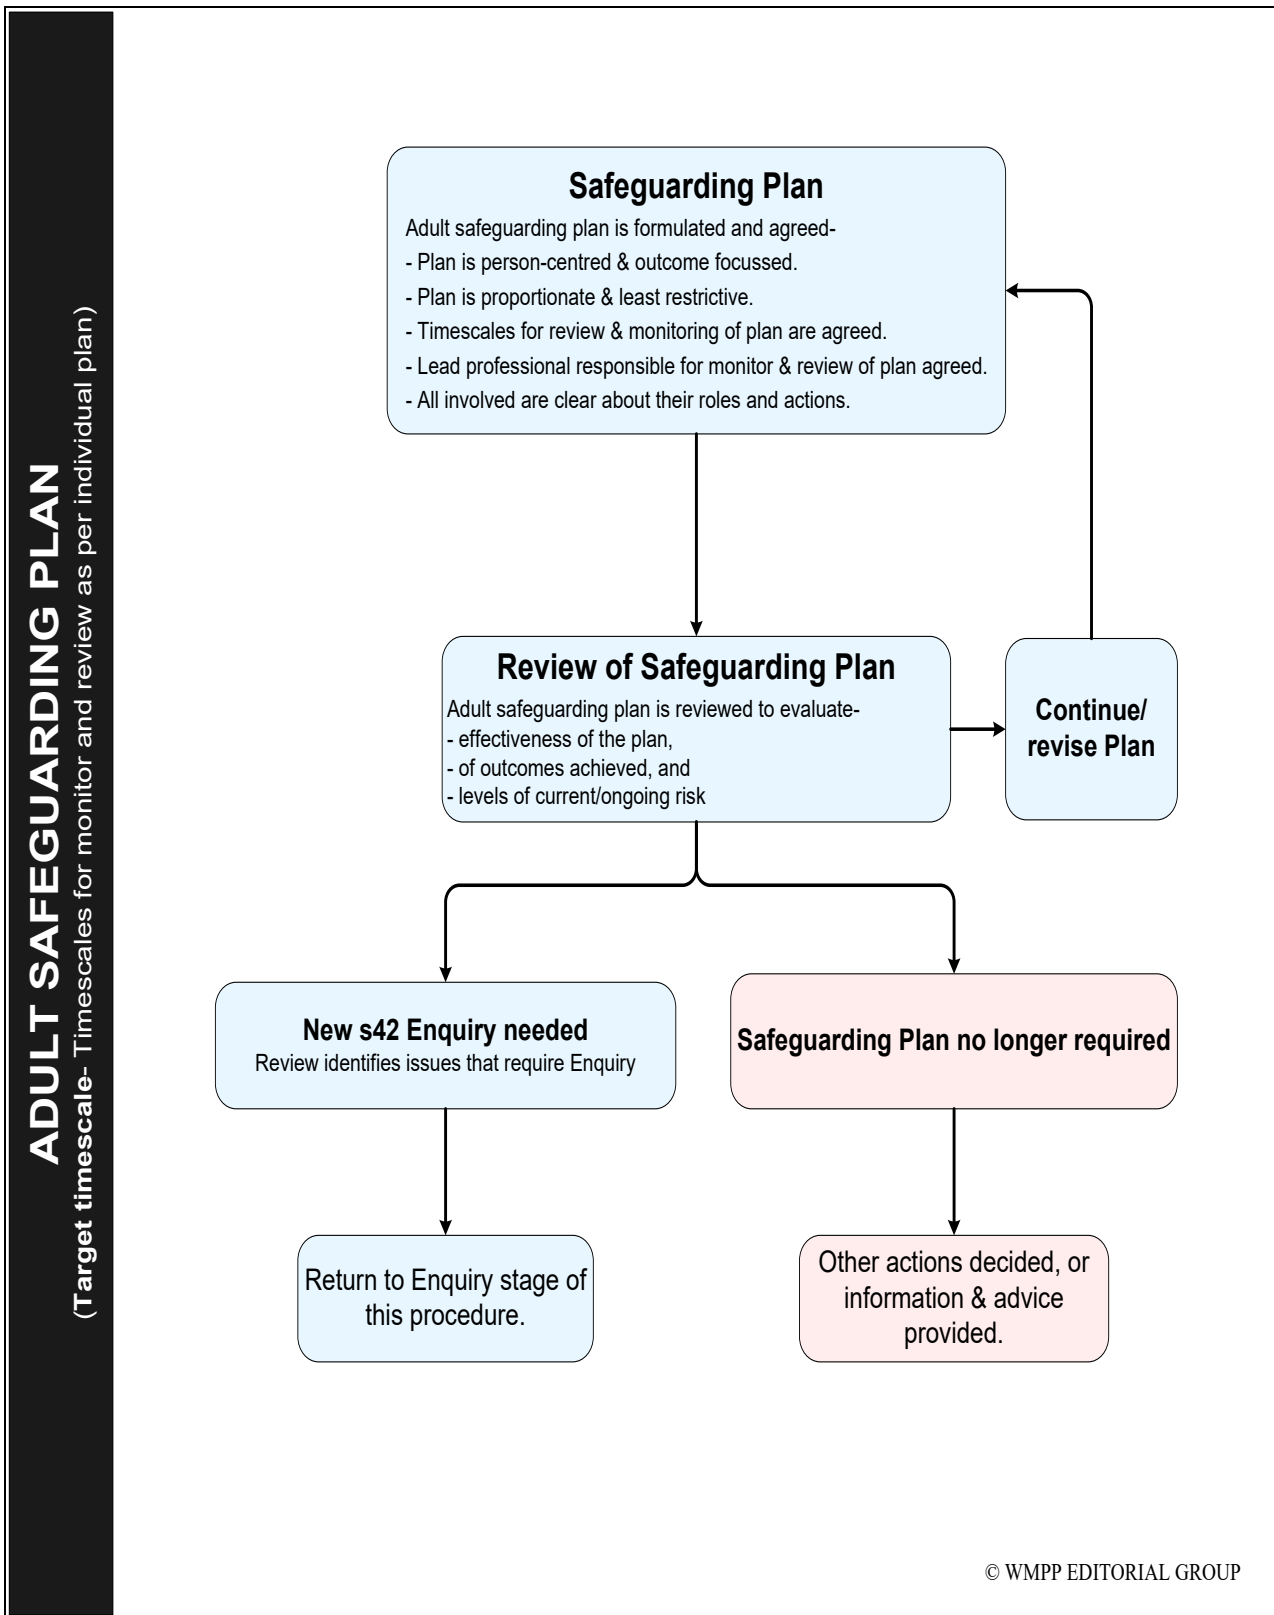 ADULT SAFEGUARDING PLAN
(Target timescale- Timescales for monitor and review as per individual plan)
Safeguarding Plan
Adult safeguarding plan is formulated and agreed-
- Plan is person-centred & outcome focussed.
- Plan is proportionate & least restrictive.
- Timescales for review & monitoring of plan are agreed.
- Lead professional responsible for monitor & review of plan agreed.
- All involved are clear about their roles and actions.
Review of Safeguarding Plan
Adult safeguarding plan is reviewed to evaluate-
- effectiveness of the plan,
- of outcomes achieved, and
- levels of current/ongoing risk
Continue/
revise Plan
New s42 Enquiry needed
Review identifies issues that require Enquiry
Safeguarding Plan no longer required
Return to Enquiry stage of
this procedure.
Other actions decided, or
information & advice
provided.
© WMPP EDITORIAL GROUP